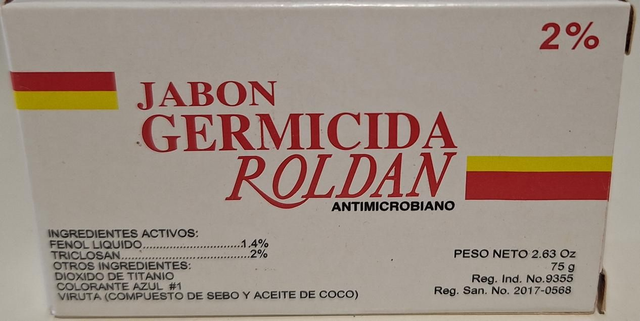 2%
JABON
GERMICIDA
ROLDAN
ANTIMICROBIANO
INGREDIENTES ACTIVOS:
FENOL LIQUIDO.........................1.4%
TRICLOSAN................................2%
OTROS INGREDIENTES:
DIOXIDO DE TITANIO
COLORANTE AZUL #1
VIRUTA (COMPUESTO DE SEBO Y ACEITE DE COCO)
PESO NETO 2.63 Oz
75 g
Reg. Ind. No.9355
Reg. San. No. 2017-0568